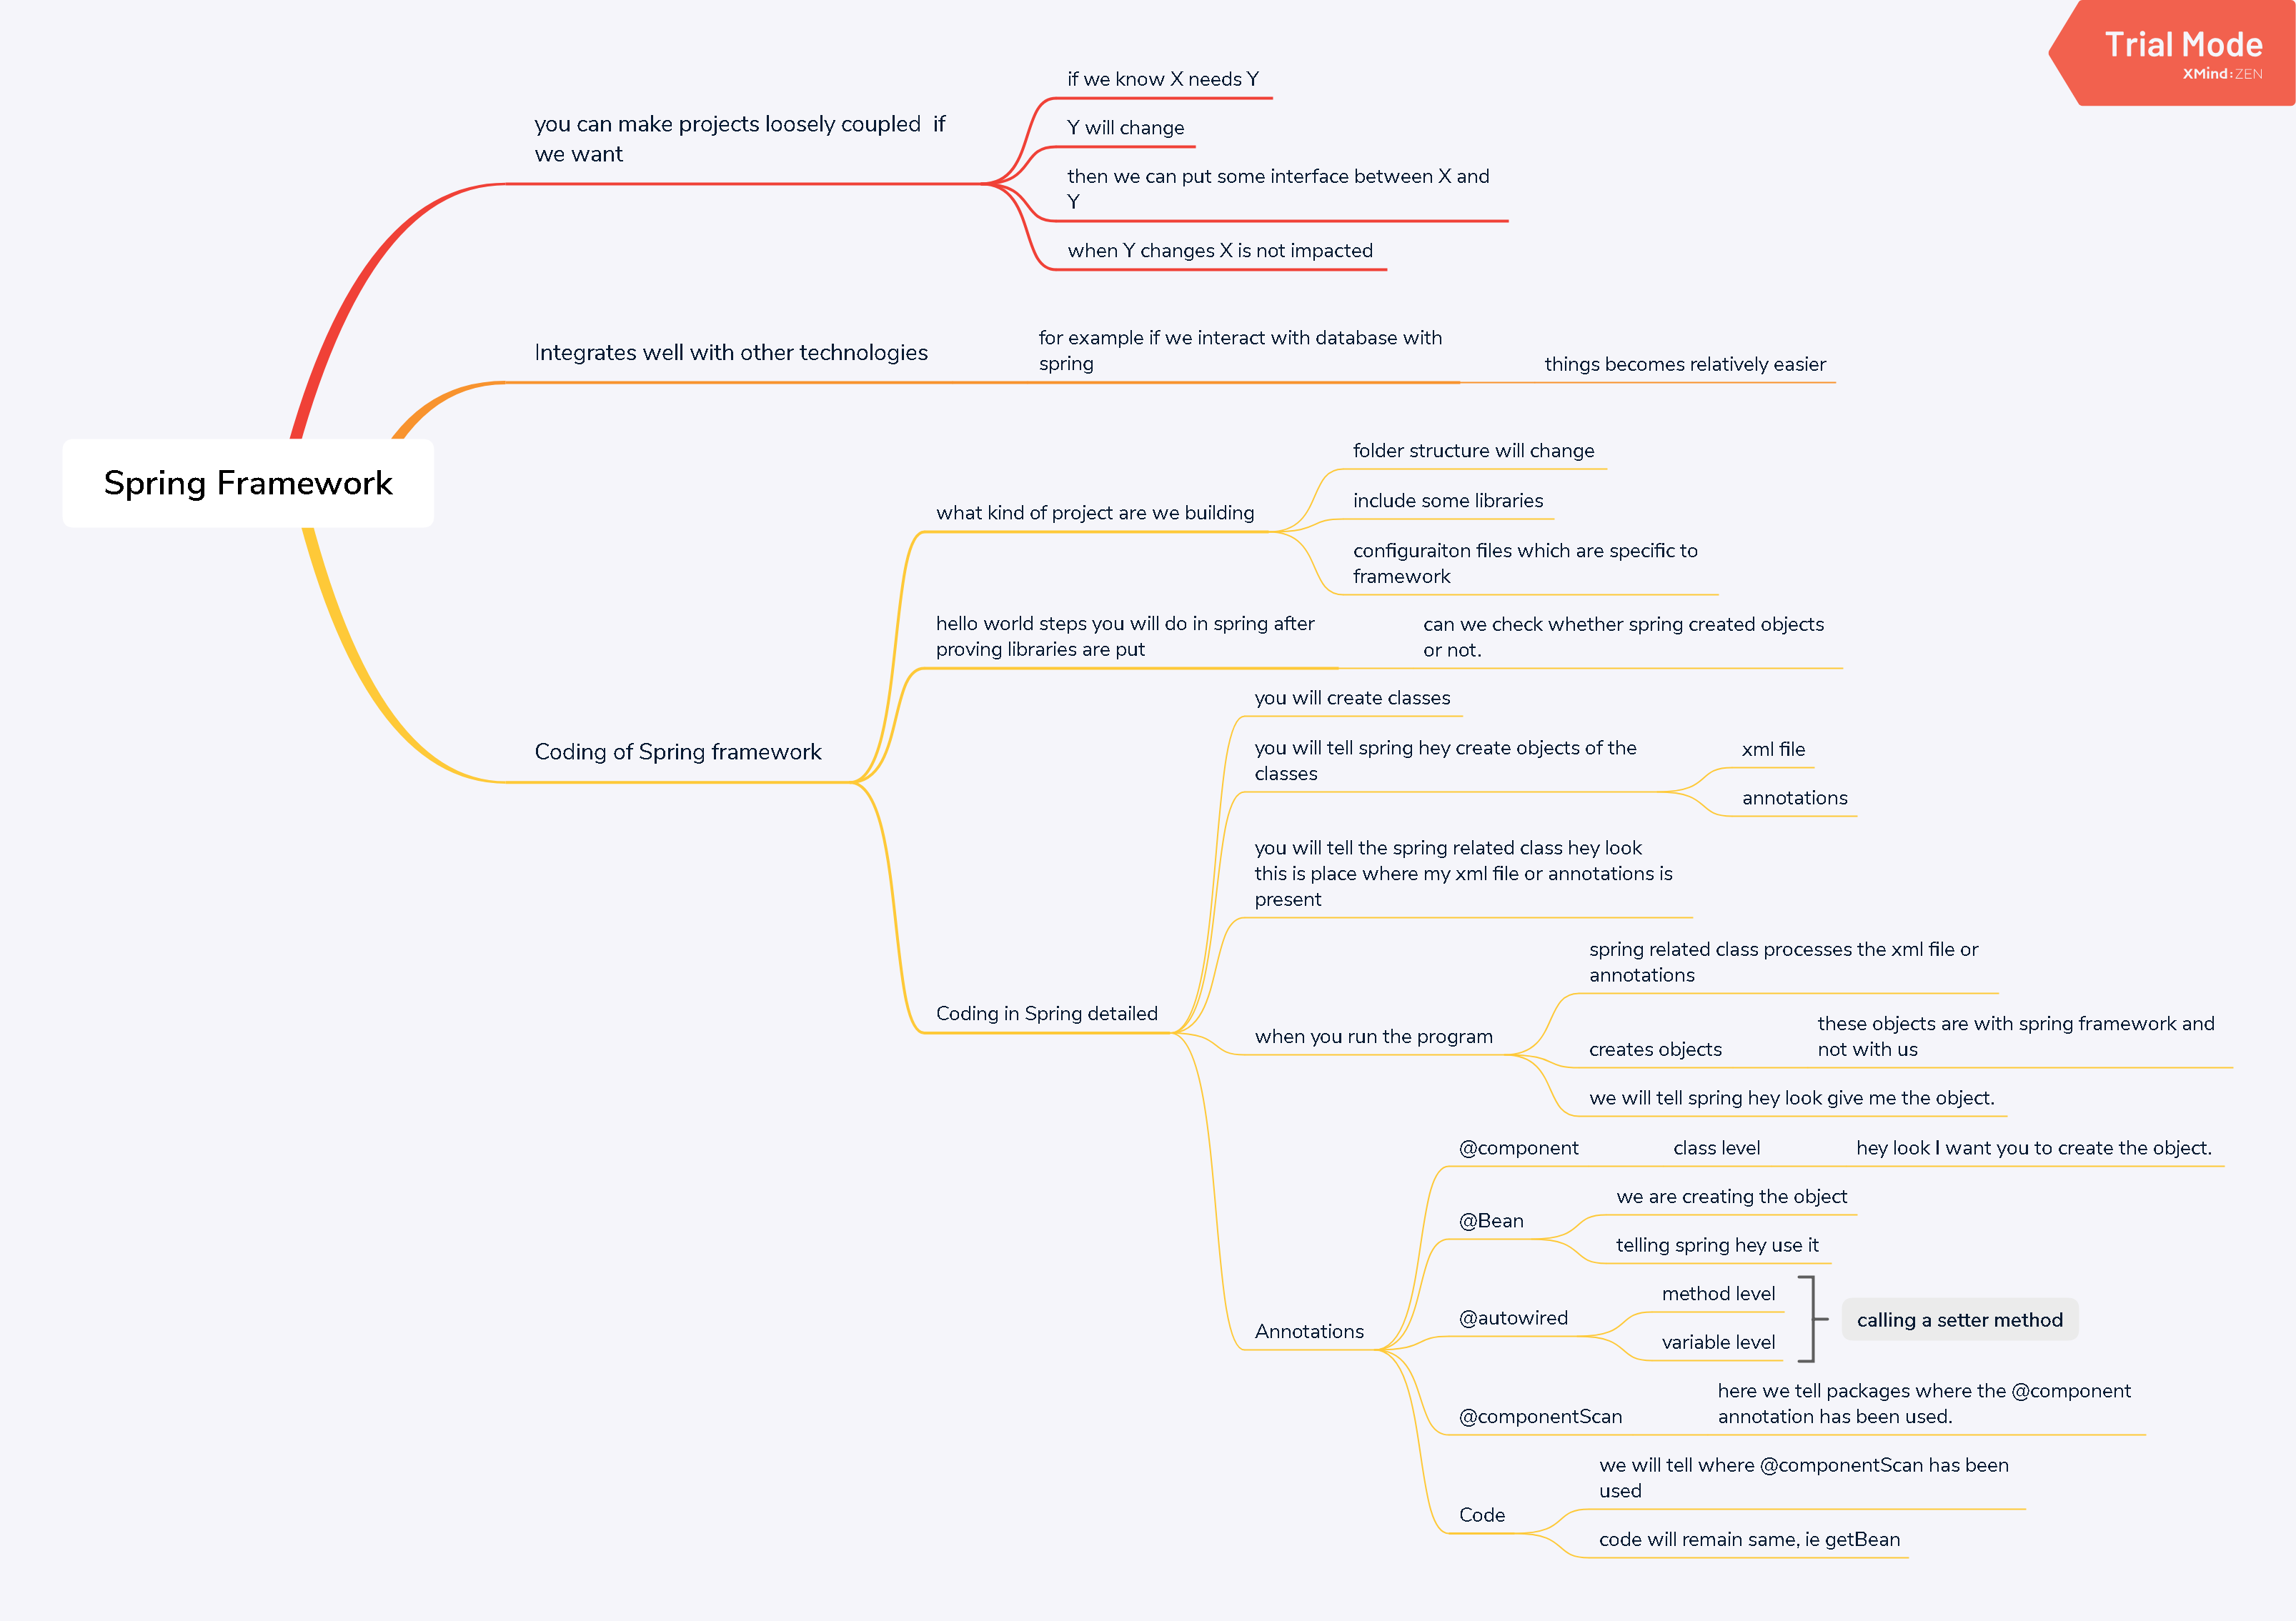 Trial Mode
XMind:ZEN
Spring Framework
you can make projects loosely coupled  if
we want
if we know X needs Y
Y will change
then we can put some interface between X and
Y
when Y changes X is not impacted
Integrates well with other technologies
for example if we interact with database with
spring
things becomes relatively easier
Coding of Spring framework
what kind of project are we building
folder structure will change
include some libraries
configuraiton files which are specific to
framework
hello world steps you will do in spring after
proving libraries are put
can we check whether spring created objects
or not.
Coding in Spring detailed
you will create classes
you will tell spring hey create objects of the
classes
xml file
annotations
you will tell the spring related class hey look
this is place where my xml file or annotations is
present
when you run the program
spring related class processes the xml file or
annotations
creates objects
these objects are with spring framework and
not with us
we will tell spring hey look give me the object.
Annotations
@component
class level
hey look I want you to create the object.
@Bean
we are creating the object
telling spring hey use it
@autowired
method level
variable level
calling a setter method
@componentScan
here we tell packages where the @component
annotation has been used.
Code
we will tell where @componentScan has been
used
code will remain same, ie getBean